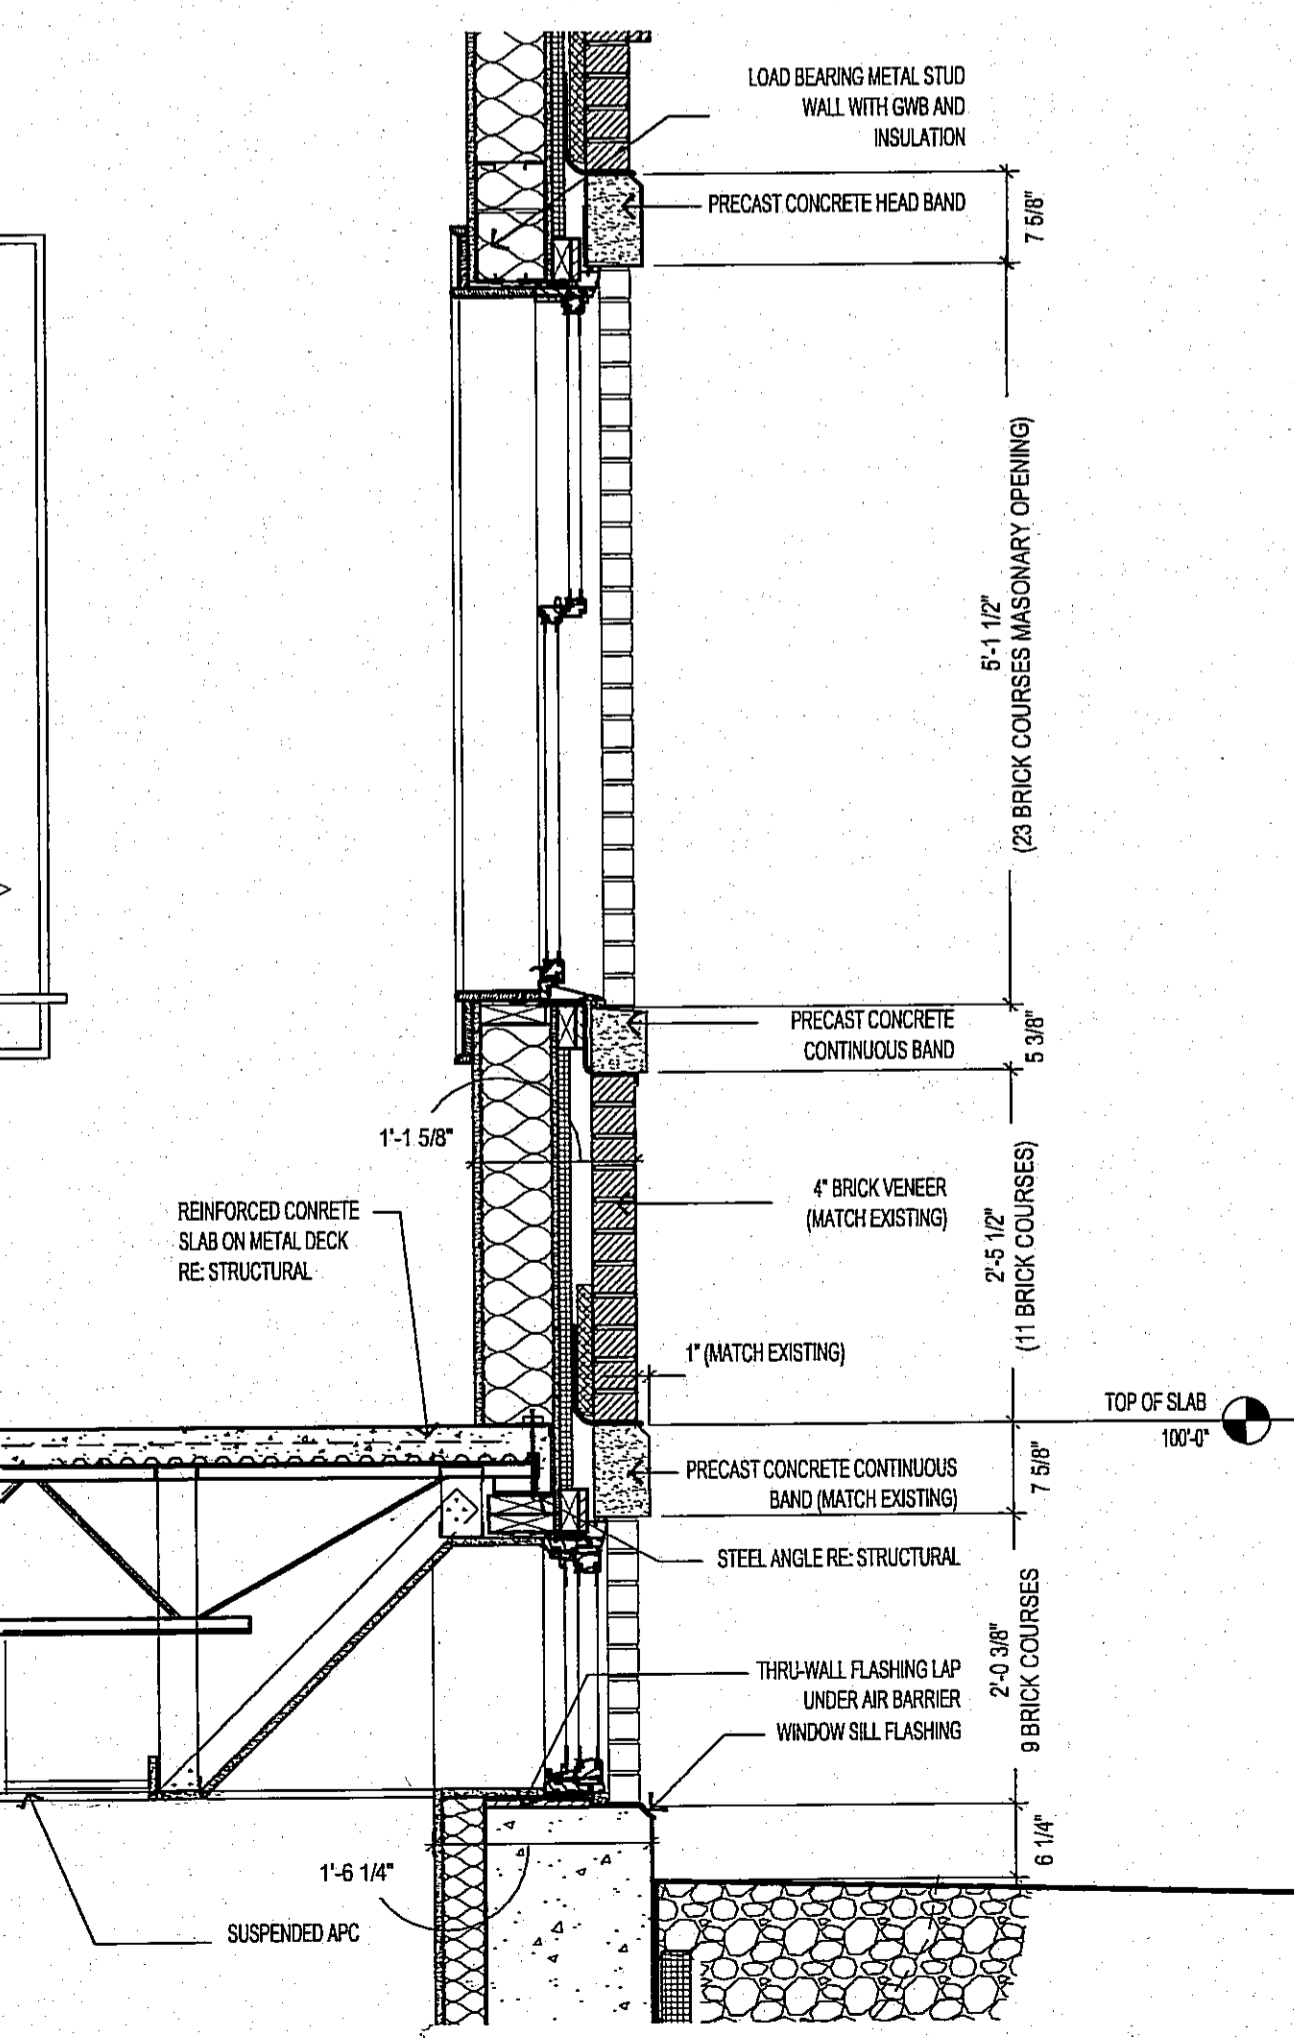 LOAD BEARING METAL STUD
WALL WITH GWB AND
INSULATION
PRECAST CONCRETE HEAD BAND
7 5/8"
5'-1 1/2"
(23 BRICK COURSES MASONARY OPENING)
PRECAST CONCRETE
CONTINUOUS BAND
5 3/8"
1'-1 5/8"
4" BRICK VENEER
(MATCH EXISTING)
REINFORCED CONRETE
SLAB ON METAL DECK
RE: STRUCTURAL
2'-5 1/2"
(11 BRICK COURSES)
1" (MATCH EXISTING)
TOP OF SLAB
100'-0"
PRECAST CONCRETE CONTINUOUS
BAND (MATCH EXISTING)
7 5/8"
STEEL ANGLE RE: STRUCTURAL
2'-0 3/8"
9 BRICK COURSES
THRU-WALL FLASHING LAP
UNDER AIR BARRIER
WINDOW SILL FLASHING
6 1/4"
1'-6 1/4"
SUSPENDED APC